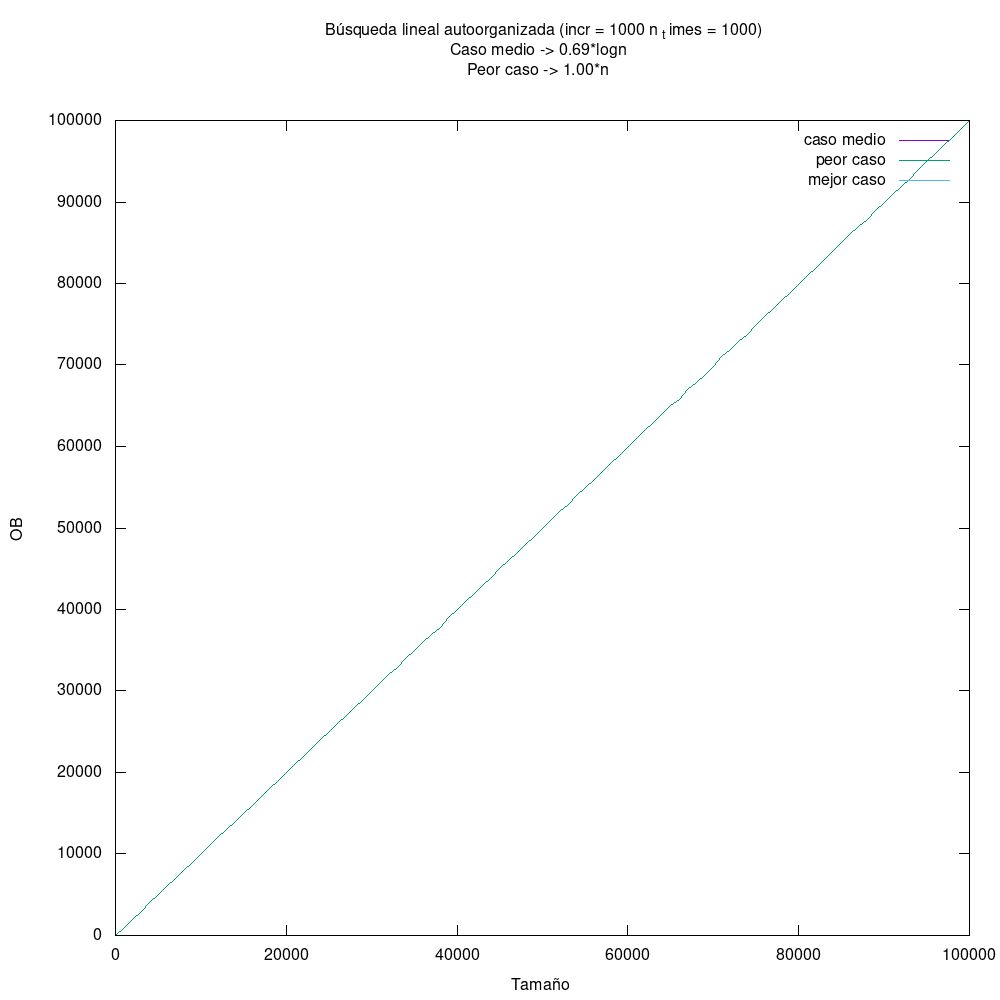 Búsqueda lineal autoorganizada (incr = 1000 n t imes = 1000)
Caso medio -> 0.69*logn
Peor caso -> 1.00*n
caso medio
peor caso
mejor caso
100000
90000
80000
70000
60000
50000
40000
30000
20000
10000
0
OB
0 20000 40000 60000 80000 100000
Tamaño